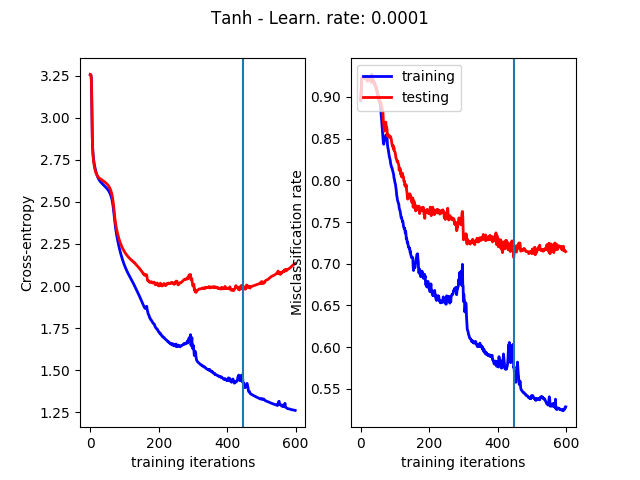 Tanh - Learn. rate: 0.0001
3.25
3.00
2.75
2.50
2.25
2.00
1.75
1.50
1.25
Cross-entropy
0 200 400 600
training iterations
training
testing
0.90
0.85
0.80
0.75
0.70
0.65
0.60
0.55
Misclassification rate
0 200 400 600
training iterations